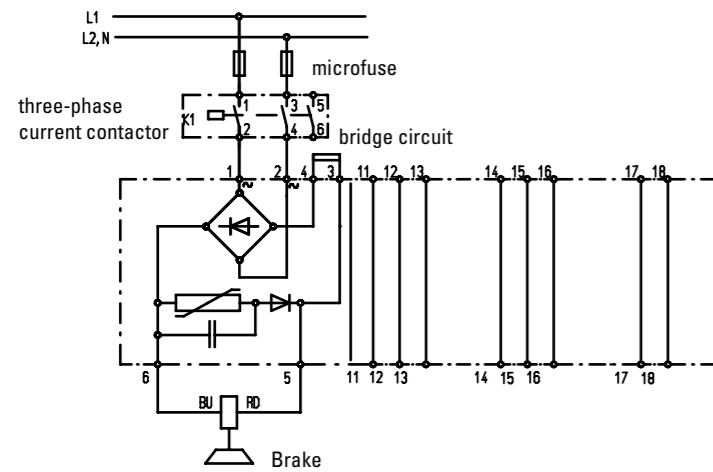 L1
L2,N
microfuse
three-phase
current contactor
K1
1 3 5
2 4 6
bridge circuit
1 ~ 2 ~ 4 3 11 12 13 14 15 16 17 18
6 5 11 12 13 14 15 16 17 18
BU RD
Brake